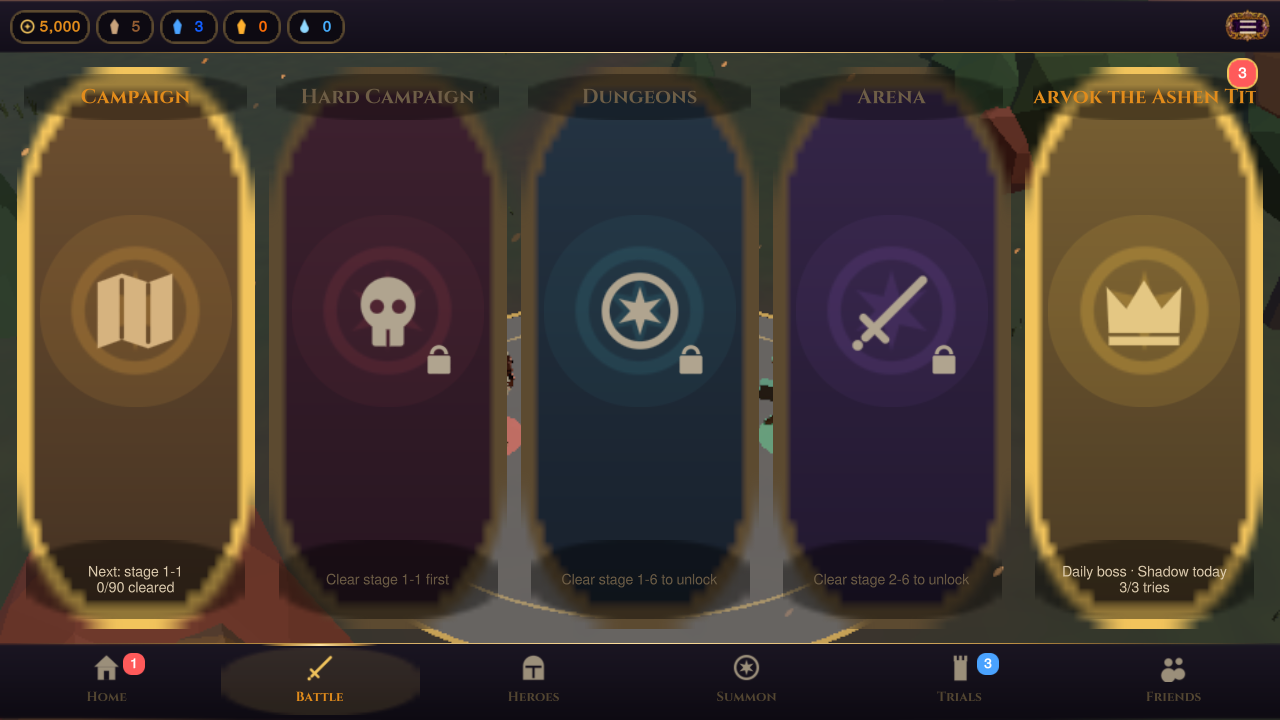 5,000
5
3
0
0
3
CAMPAIGN
HARD CAMPAIGN
DUNGEONS
ARENA
ARVOK THE ASHEN TIT
Next: stage 1-1
0/90 cleared
Clear stage 1-1 first
Clear stage 1-6 to unlock
Clear stage 2-6 to unlock
Daily boss · Shadow today
3/3 tries
1
3
HOME
BATTLE
HEROES
SUMMON
TRIALS
FRIENDS